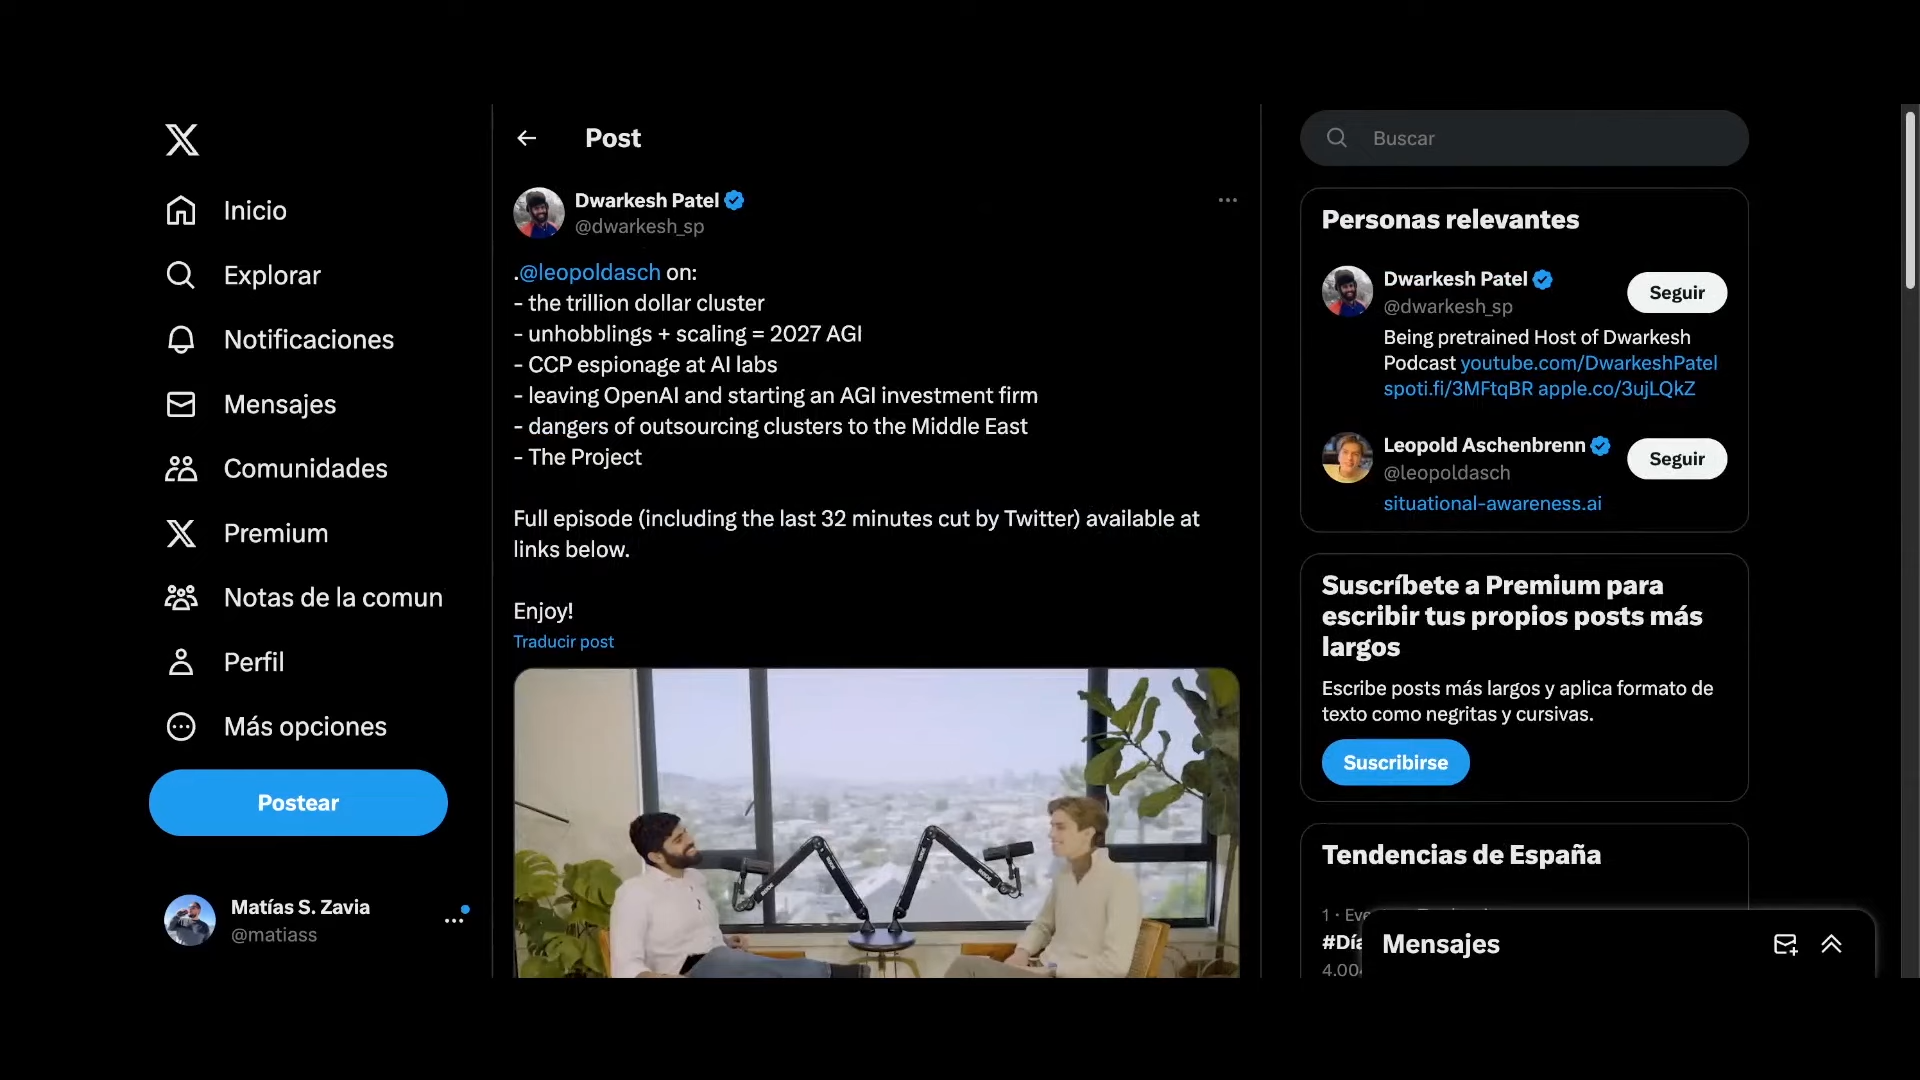 Inicio
Explorar
Notificaciones
Mensajes
Comunidades
Premium
Notas de la comun
Perfil
Más opciones
Postear
Matías S. Zavia
@matiass
Post
Dwarkesh Patel
@dwarkesh_sp
.@leopoldasch on:
- the trillion dollar cluster
- unhobblings + scaling = 2027 AGI
- CCP espionage at AI labs
- leaving OpenAI and starting an AGI investment firm
- dangers of outsourcing clusters to the Middle East
- The Project
Full episode (including the last 32 minutes cut by Twitter) available at
links below.
Enjoy!
Traducir post
Buscar
Personas relevantes
Dwarkesh Patel
@dwarkesh_sp
Seguir
Being pretrained Host of Dwarkesh
Podcast youtube.com/DwarkeshPatel
spoti.fi/3MFtqBR apple.co/3ujLQkZ
Leopold Aschenbrenn
@leopoldasch
Seguir
situational-awareness.ai
Suscríbete a Premium para
escribir tus propios posts más
largos
Escribe posts más largos y aplica formato de
texto como negritas y cursivas.
Suscribirse
Tendencias de España
#Día
4.00
Mensajes